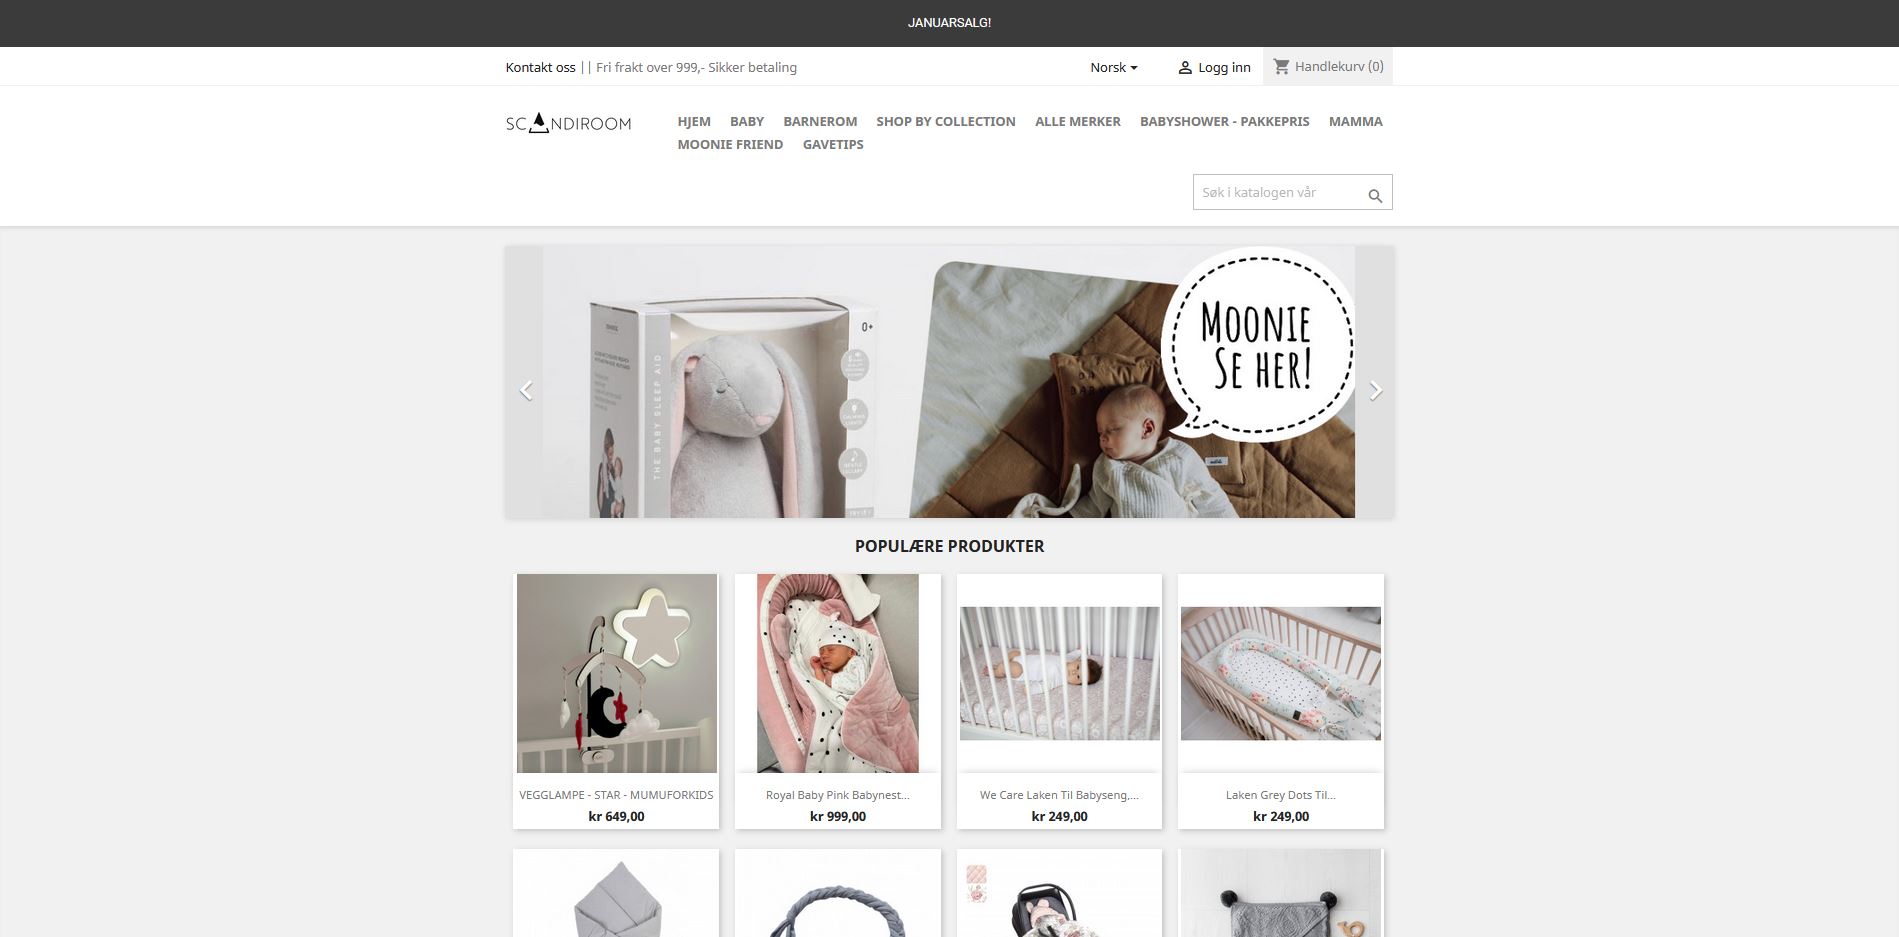 JANUARSALG!
Kontakt oss || Fri frakt over 999,- Sikker betaling
Norsk
Logg inn
Handlekurv (0)
SCANDIROOM
HJEM BABY BARNEROM SHOP BY COLLECTION ALLE MERKER BABYSHOWER - PAKKEPRIS MAMMA
MOONIE FRIEND GAVETIPS
Søk i katalogen vår
0+
THE BABY SLEEP AID
MOONIE
SE HER!
POPULÆRE PRODUKTER
VEGGLAMPE - STAR - MUMUFORKIDS
kr 649,00
Royal Baby Pink Babynest...
kr 999,00
We Care Laken Til Babyseng,...
kr 249,00
Laken Grey Dots Til...
kr 249,00